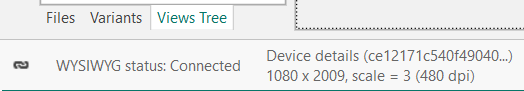 Files Variants Views Tree
WYSIWYG status: Connected
Device details (ce12171c540f49040...)
1080 x 2009, scale = 3 (480 dpi)